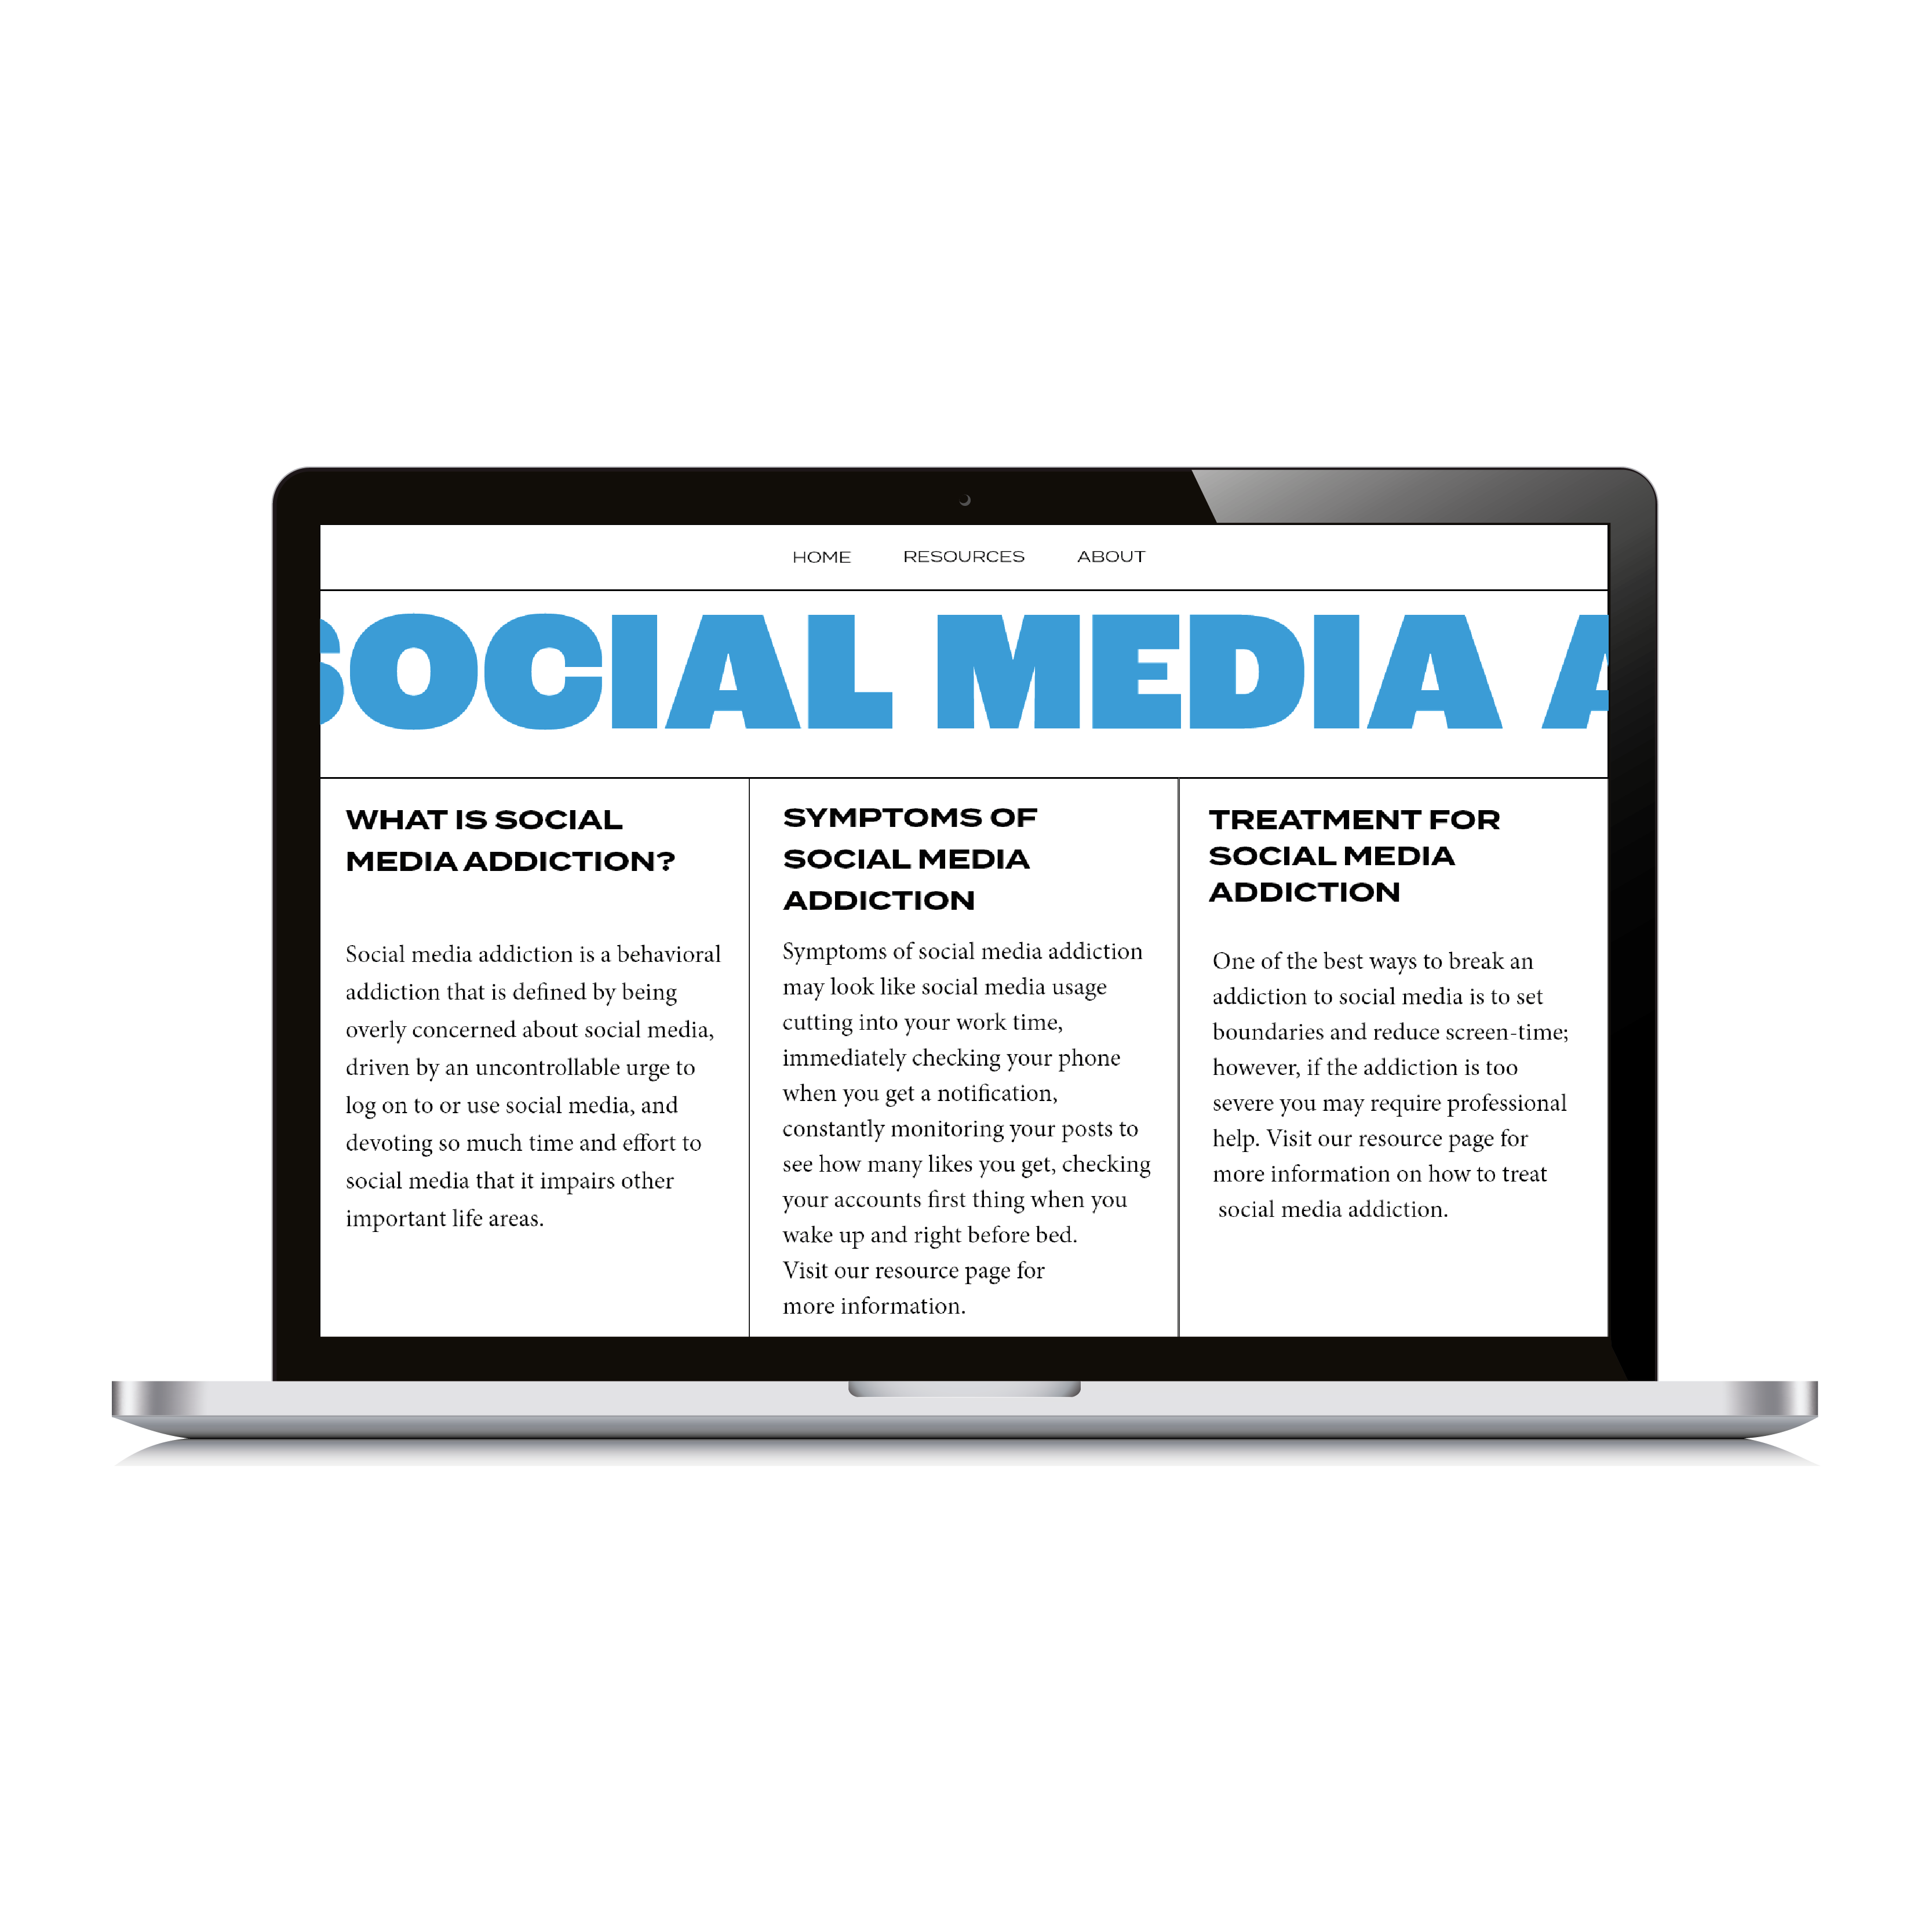 HOME RESOURCES ABOUT
SOCIAL MEDIA A
WHAT IS SOCIAL
MEDIA ADDICTION?
Social media addiction is a behavioral
addiction that is defined by being
overly concerned about social media,
driven by an uncontrollable urge to
log on to or use social media, and
devoting so much time and effort to
social media that it impairs other
important life areas.
SYMPTOMS OF
SOCIAL MEDIA
ADDICTION
Symptoms of social media addiction
may look like social media usage
cutting into your work time,
immediately checking your phone
when you get a notification,
constantly monitoring your posts to
see how many likes you get, checking
your accounts first thing when you
wake up and right before bed.
Visit our resource page for
more information.
TREATMENT FOR
SOCIAL MEDIA
ADDICTION
One of the best ways to break an
addiction to social media is to set
boundaries and reduce screen-time;
however, if the addiction is too
severe you may require professional
help. Visit our resource page for
more information on how to treat
social media addiction.